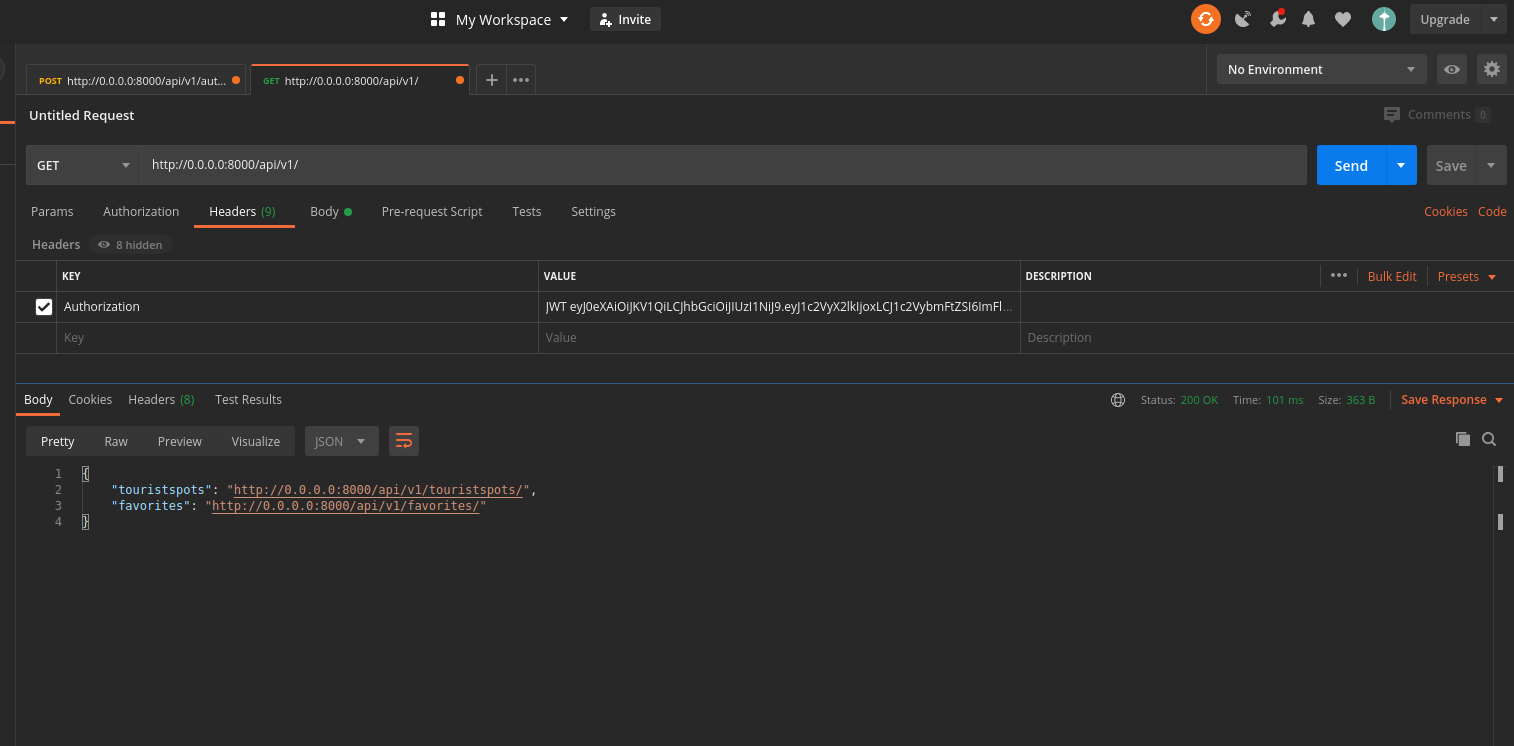 My Workspace Invite Upgrade
POST http://0.0.0.0:8000/api/v1/aut... GET http://0.0.0.0:8000/api/v1/ No Environment
Untitled Request Comments 0
GET http://0.0.0.0:8000/api/v1/ Send Save
Params Authorization Headers (9) Body Pre-request Script Tests Settings Cookies Code
Headers 8 hidden
KEY VALUE DESCRIPTION Bulk Edit Presets
Authorization JWT eyJ0eXAiOiJKV1QiLCJhbGciOiJIUzI1NiJ9.eyJ1c2VyX2lkIjoxLCJ1c2VybmFtZSI6ImFl...
Key Value Description
Body Cookies Headers (8) Test Results Status: 200 OK Time: 101 ms Size: 363 B Save Response
Pretty Raw Preview Visualize JSON
1 {
2 "touristspots": "http://0.0.0.0:8000/api/v1/touristspots/",
3 "favorites": "http://0.0.0.0:8000/api/v1/favorites/"
4 }